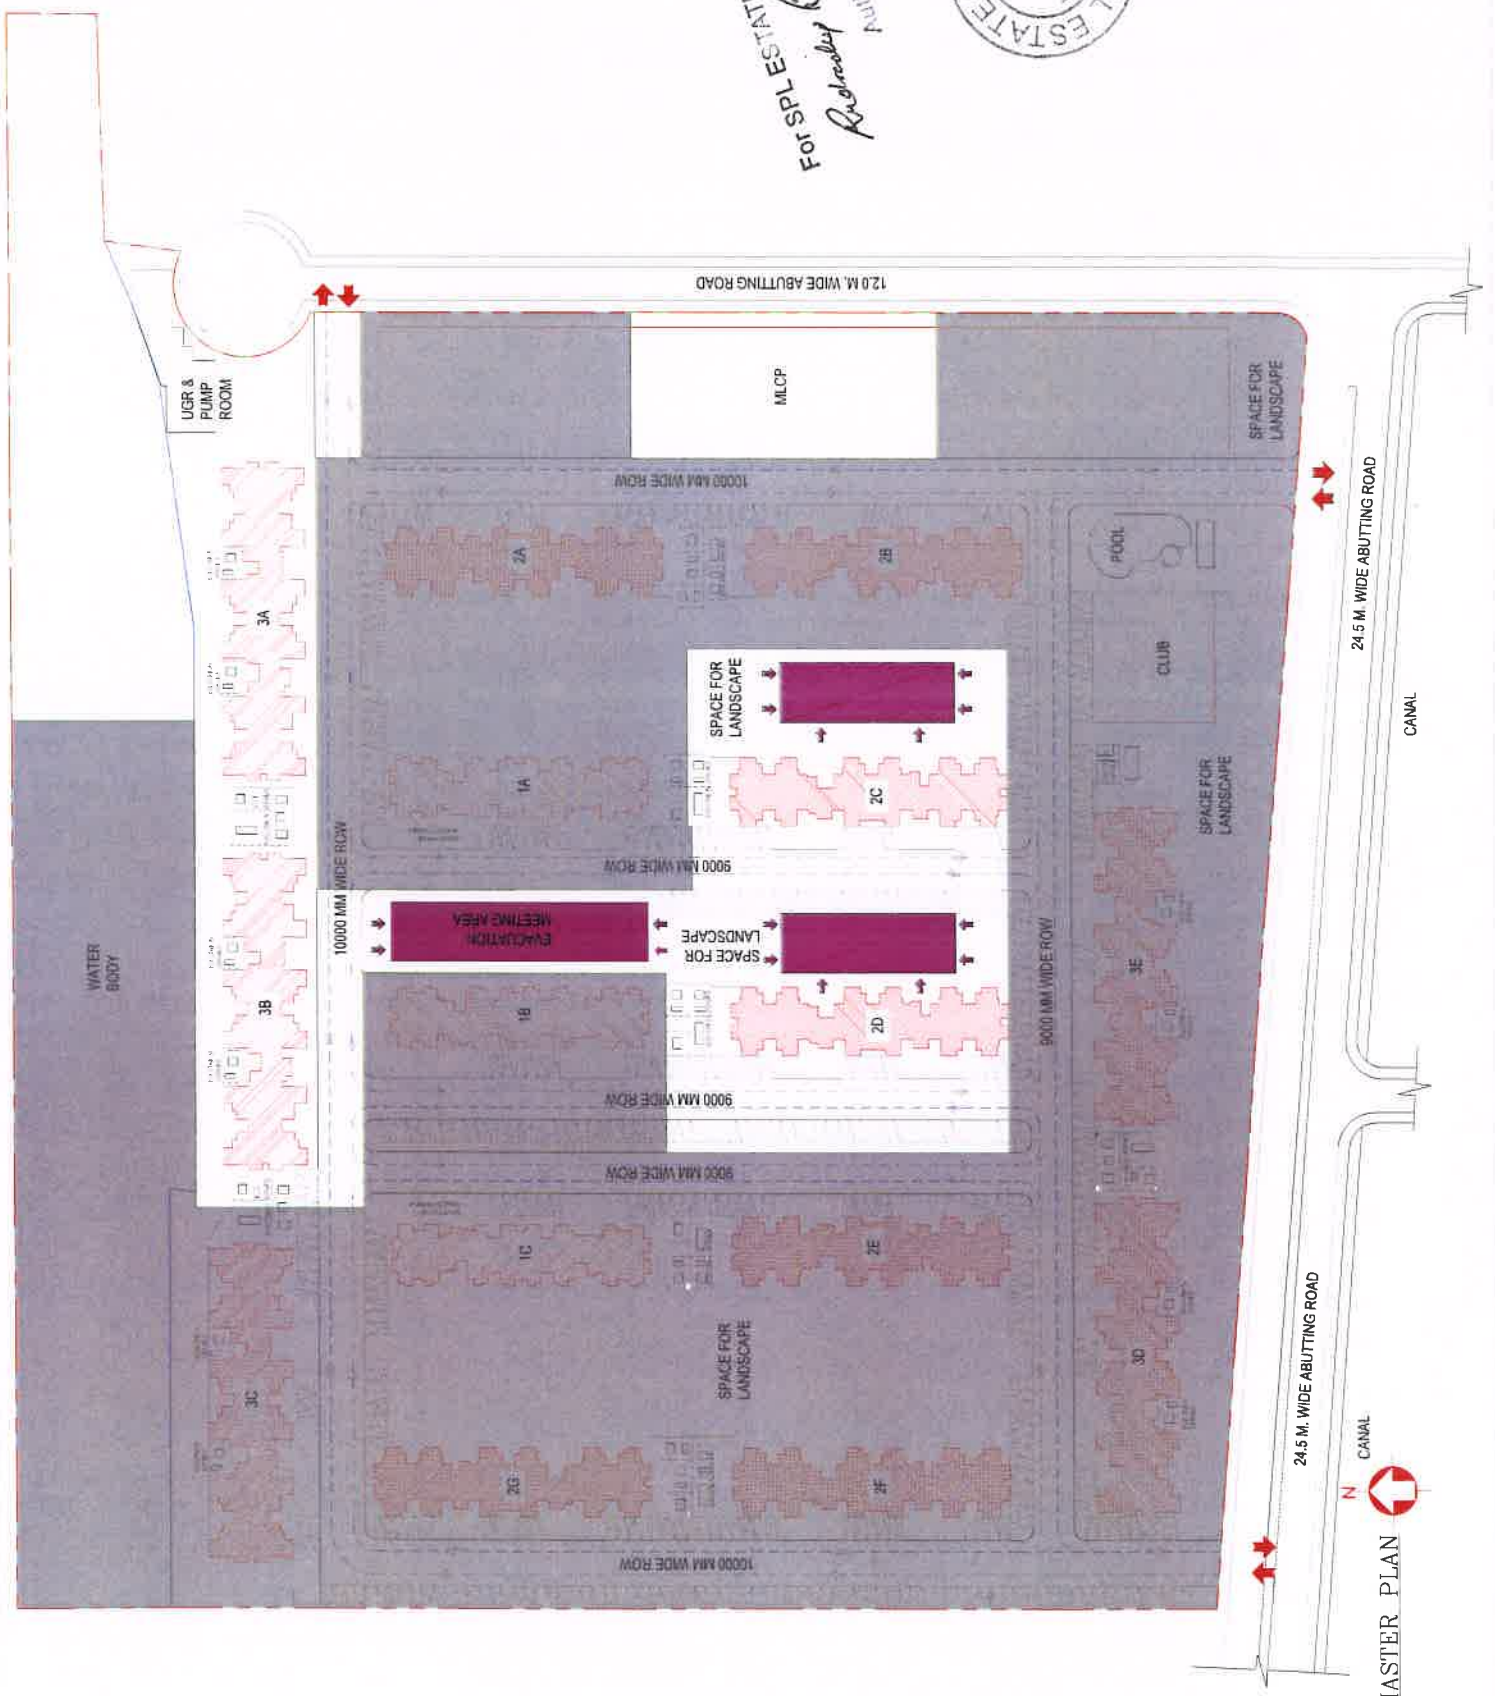 WATER
BODY
UGR &
PUMP
ROOM
3A
3B
3C
10000 MM WIDE ROW
12.0 M. WIDE ABUTTING ROAD
MLCP
SPACE FOR
LANDSCAPE
10000 MM WIDE ROW
2A
2B
POOL
CLUB
SPACE FOR
LANDSCAPE
1A
2C
9000 MM WIDE ROW
EVACUATION
MEETING AREA
SPACE FOR
LANDSCAPE
1B
2D
9000 MM WIDE ROW
9000 MM WIDE ROW
9000 MM WIDE ROW
SPACE FOR
LANDSCAPE
3E
3D
1C
2E
SPACE FOR
LANDSCAPE
2G
2F
10000 MM WIDE ROW
24.5 M. WIDE ABUTTING ROAD
CANAL
24.5 M. WIDE ABUTTING ROAD
CANAL
N
MASTER PLAN
For SPL ESTATE
ESTATE